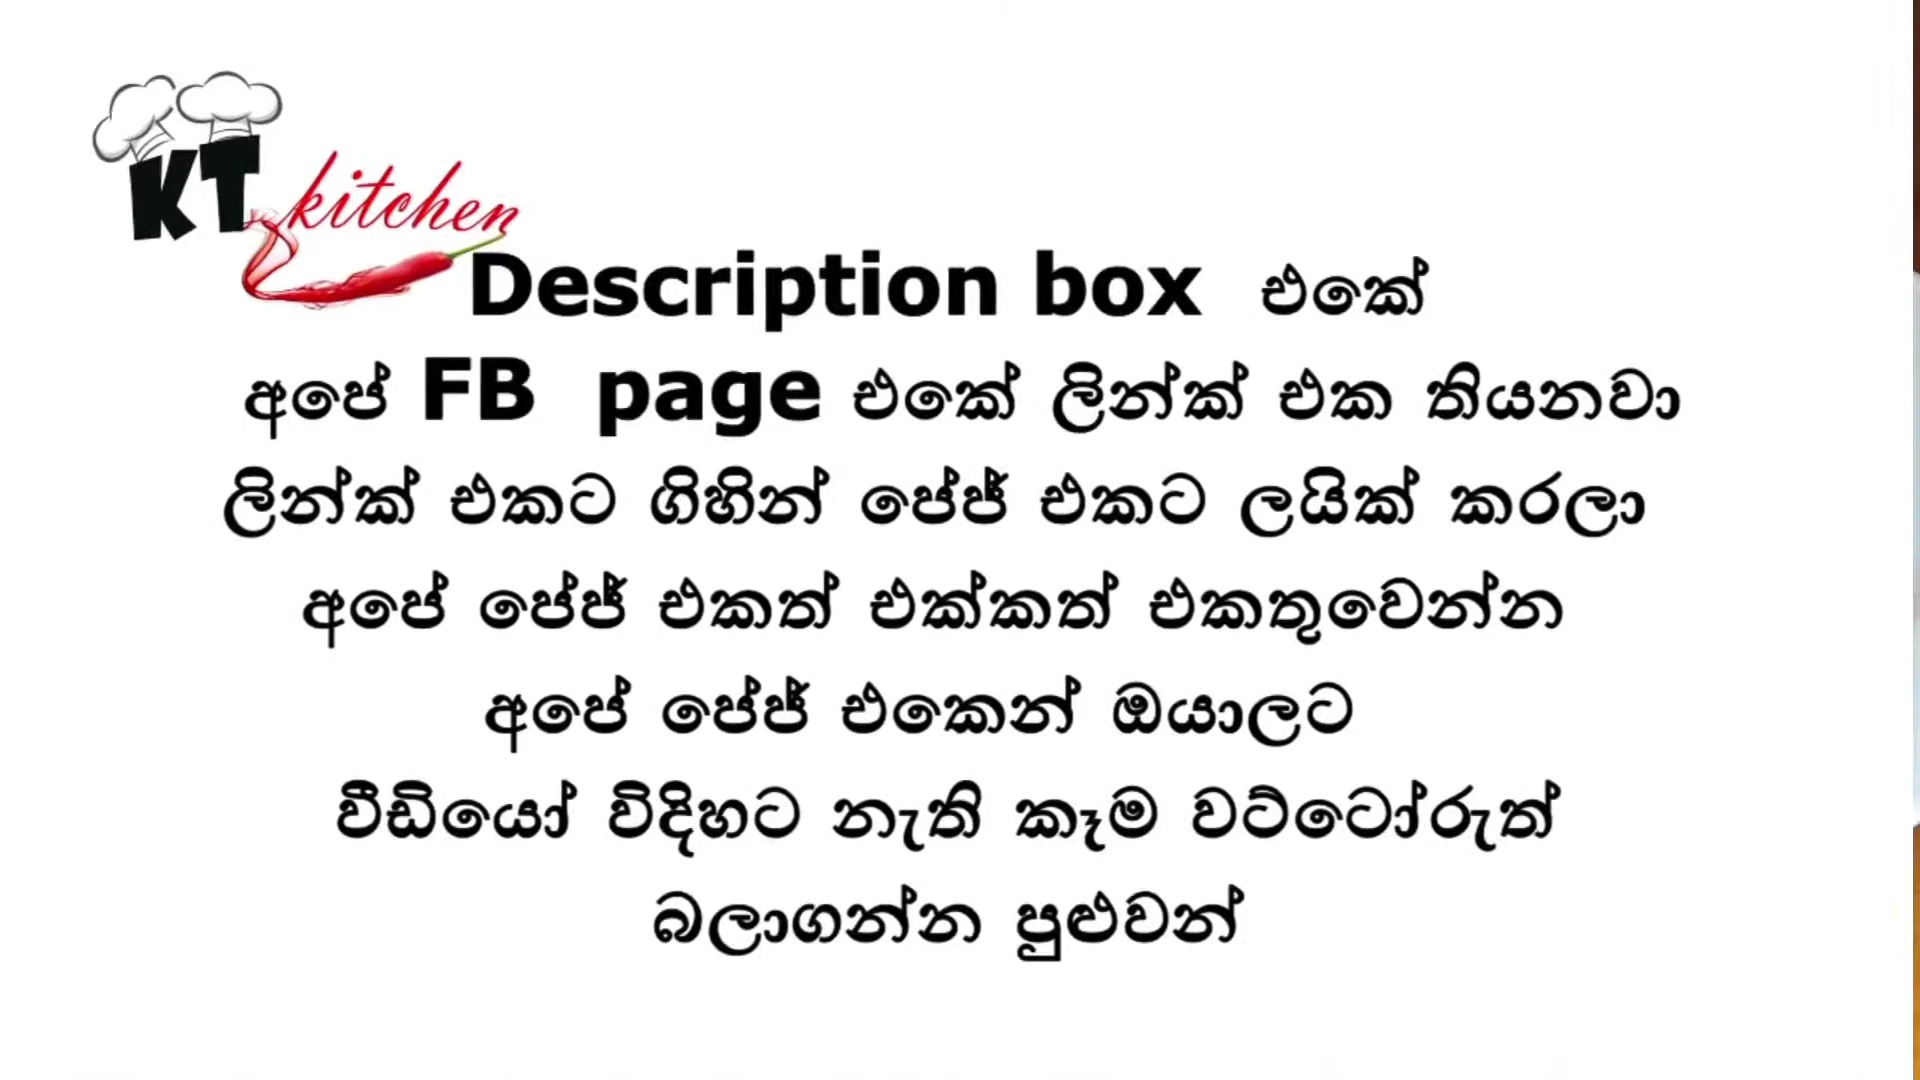 KT kitchen
Description box එකේ
අපේ FB page එකේ ලින්ක් එක තියනවා
ලින්ක් එකට ගිහින් පේජ් එකට ලයික් කරලා
අපේ පේජ් එකත් එක්කත් එකතුවෙන්න
අපේ පේජ් එකෙන් ඔයාලට
වීඩියෝ විදිහට නැති කෑම වට්ටෝරුත්
බලාගන්න පුළුවන්